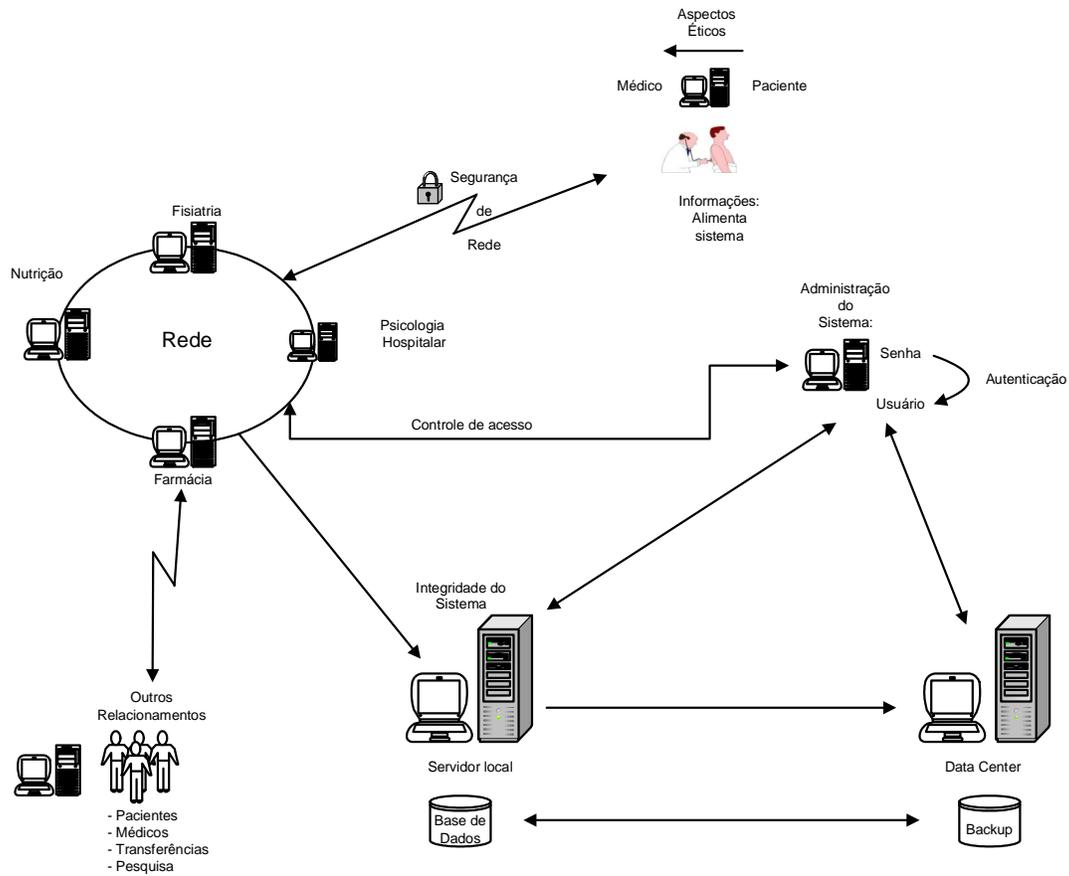 Aspectos
Éticos
Médico
Paciente
Segurança
de
Rede
Informações:
Alimenta
sistema
Fisiatria
Nutrição
Rede
Psicologia
Hospitalar
Administração
do
Sistema:
Senha
Autenticação
Usuário
Controle de acesso
Farmácia
Integridade do
Sistema
Outros
Relacionamentos
Servidor local
Data Center
Base de
Dados
Backup
- Pacientes
- Médicos
- Transferências
- Pesquisa